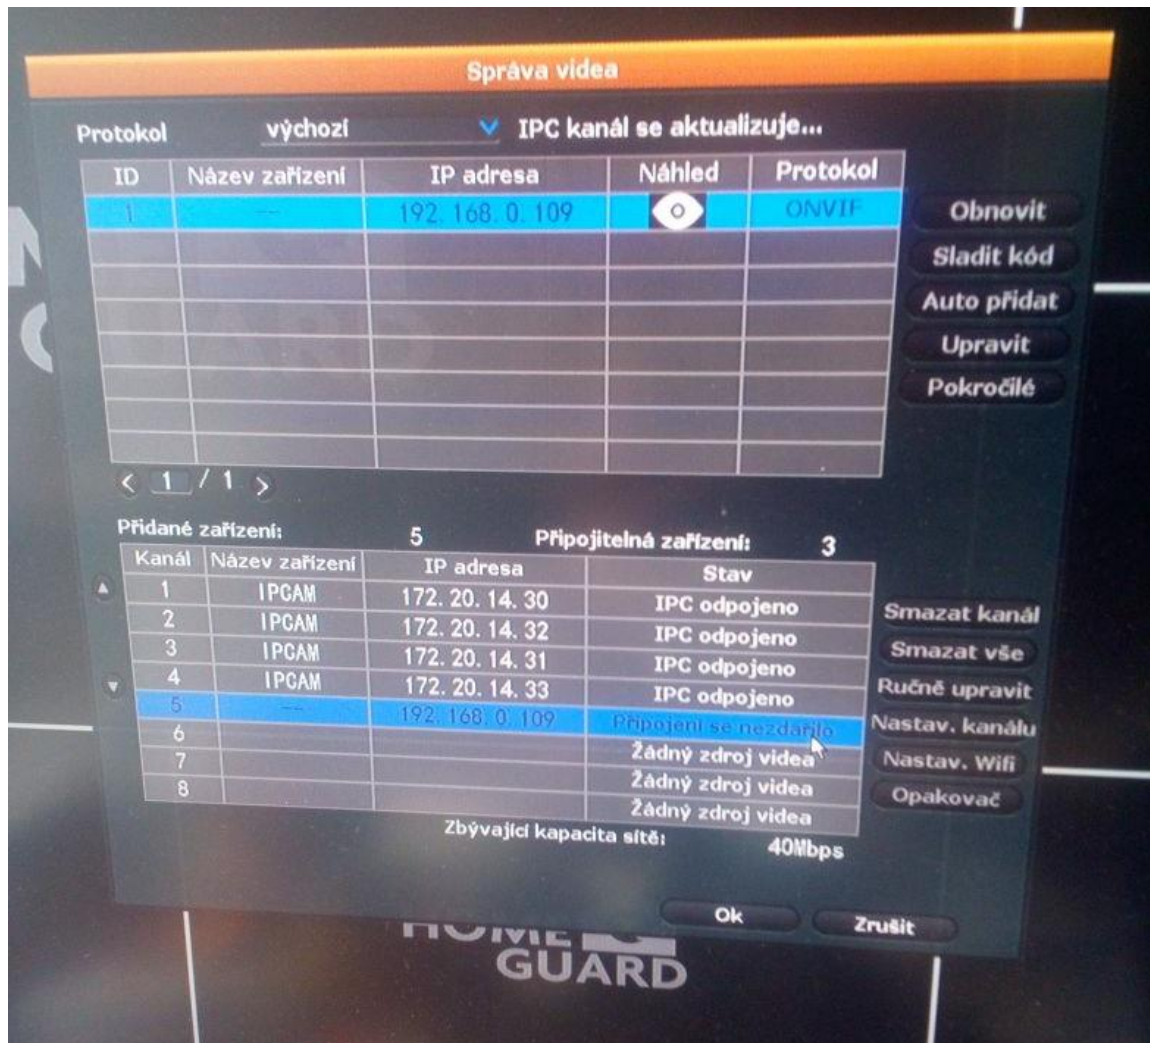 Správa videa
Protokol výchozí IPC kanál se aktualizuje...
ID Název zařízení IP adresa Náhled Protokol
1 -- 192.168.0.109 ONVIF
Obnovit
Sladit kód
Auto přidat
Upravit
Pokročilé
< 1 / 1 >
Přidané zařízení: 5 Připojitelná zařízení: 3
Kanál Název zařízení IP adresa Stav
1 IPCAM 172.20.14.30 IPC odpojeno
2 IPCAM 172.20.14.32 IPC odpojeno
3 IPCAM 172.20.14.31 IPC odpojeno
4 IPCAM 172.20.14.33 IPC odpojeno
5 -- 192.168.0.109 Připojení se nezdařilo
6 Žádný zdroj videa
7 Žádný zdroj videa
8 Žádný zdroj videa
Smazat kanál
Smazat vše
Ručně upravit
Nastav. kanálu
Nastav. Wifi
Opakovač
Zbývající kapacita sítě: 40Mbps
Ok Zrušit
HOME
GUARD